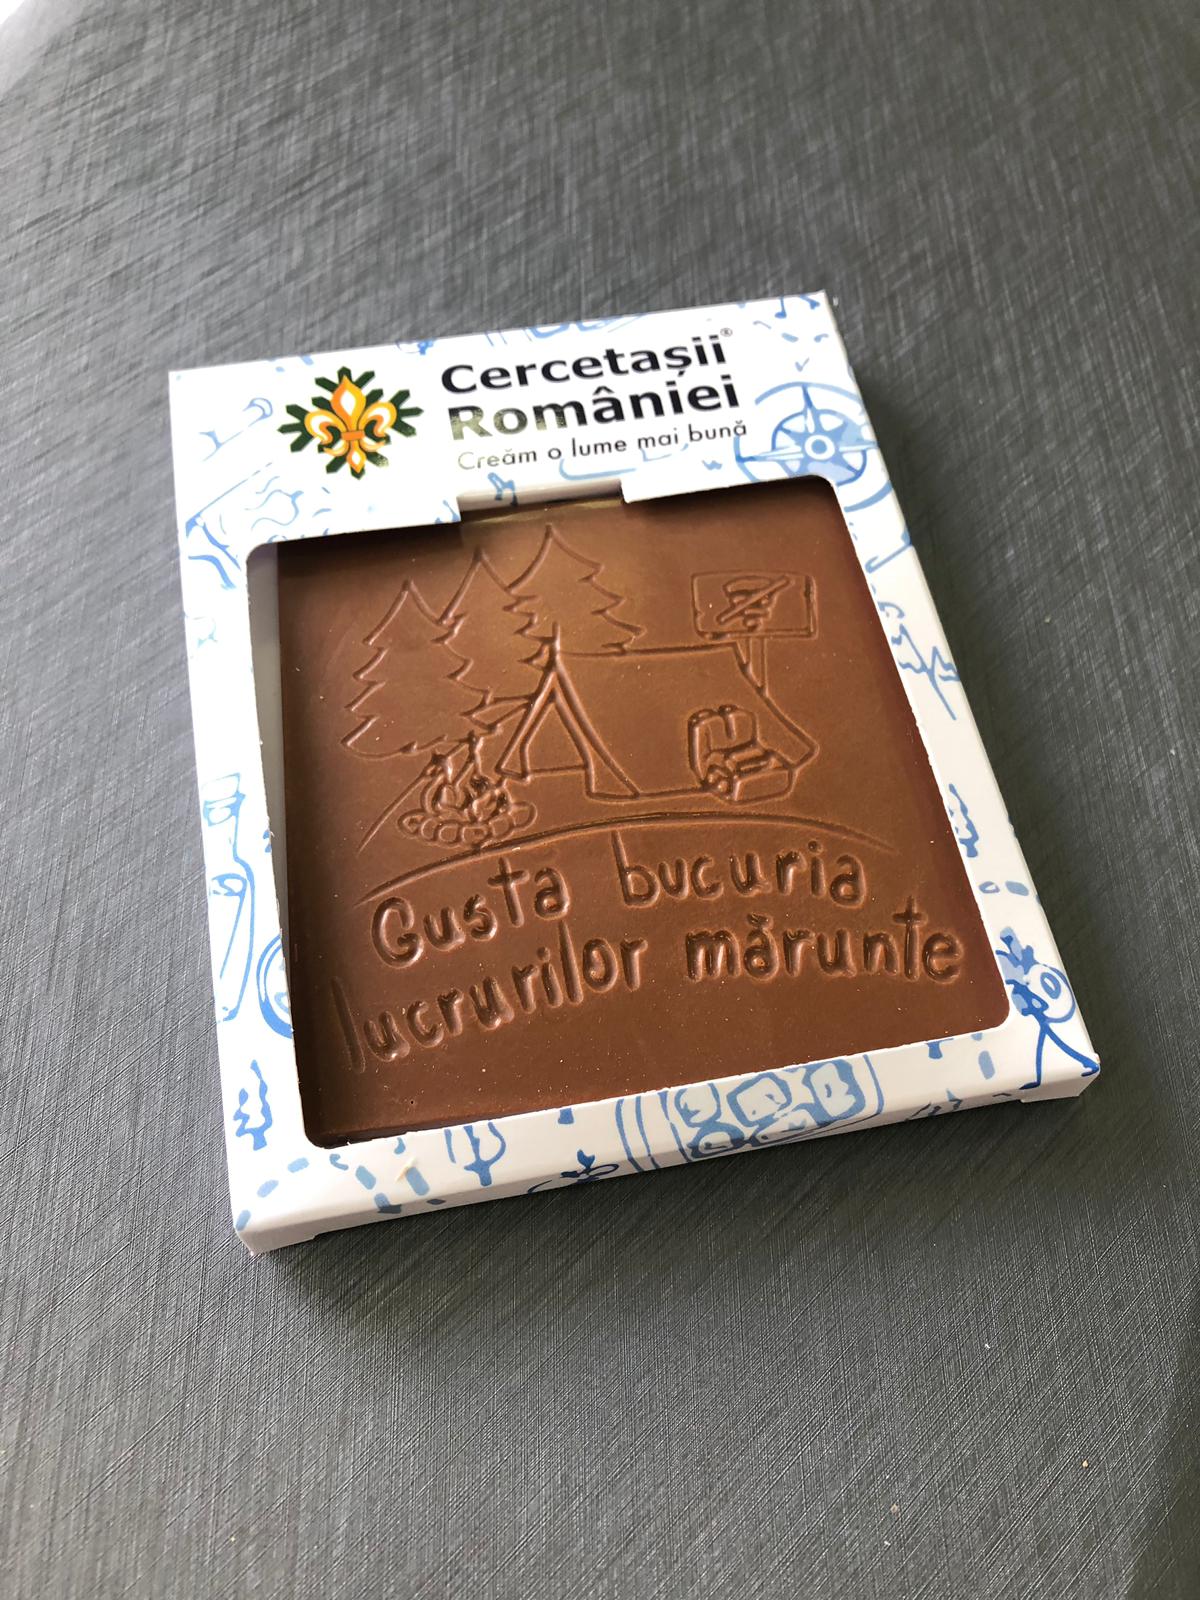 Cercetașii®
României
Creăm o lume mai bună
Gusta bucuria
lucrurilor mărunte